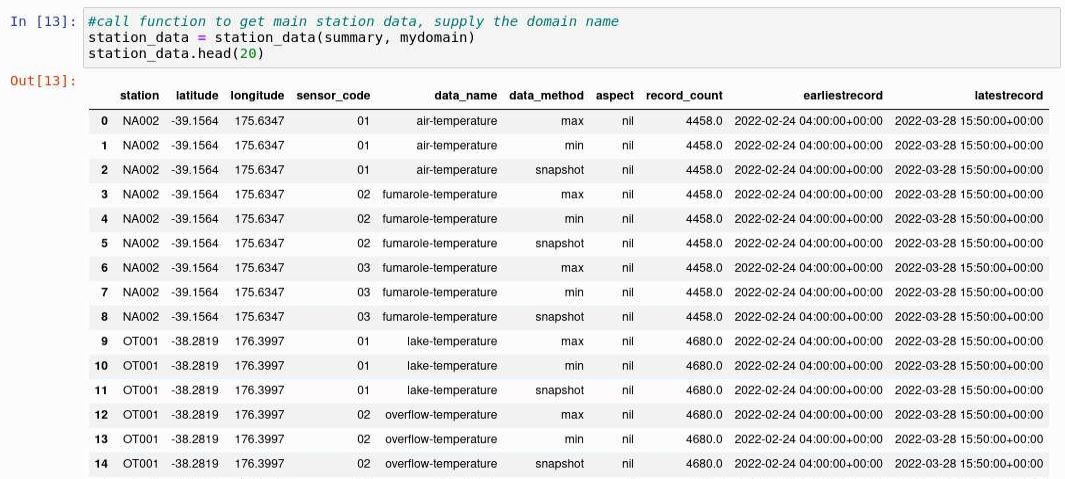 In [13]: #call function to get main station data, supply the domain name
station_data = station_data(summary, mydomain)
station_data.head(20)
Out[13]:
station latitude longitude sensor_code data_name data_method aspect record_count earliestrecord latestrecord
0 NA002 -39.1564 175.6347 01 air-temperature max nil 4458.0 2022-02-24 04:00:00+00:00 2022-03-28 15:50:00+00:00
1 NA002 -39.1564 175.6347 01 air-temperature min nil 4458.0 2022-02-24 04:00:00+00:00 2022-03-28 15:50:00+00:00
2 NA002 -39.1564 175.6347 01 air-temperature snapshot nil 4458.0 2022-02-24 04:00:00+00:00 2022-03-28 15:50:00+00:00
3 NA002 -39.1564 175.6347 02 fumarole-temperature max nil 4458.0 2022-02-24 04:00:00+00:00 2022-03-28 15:50:00+00:00
4 NA002 -39.1564 175.6347 02 fumarole-temperature min nil 4458.0 2022-02-24 04:00:00+00:00 2022-03-28 15:50:00+00:00
5 NA002 -39.1564 175.6347 02 fumarole-temperature snapshot nil 4458.0 2022-02-24 04:00:00+00:00 2022-03-28 15:50:00+00:00
6 NA002 -39.1564 175.6347 03 fumarole-temperature max nil 4458.0 2022-02-24 04:00:00+00:00 2022-03-28 15:50:00+00:00
7 NA002 -39.1564 175.6347 03 fumarole-temperature min nil 4458.0 2022-02-24 04:00:00+00:00 2022-03-28 15:50:00+00:00
8 NA002 -39.1564 175.6347 03 fumarole-temperature snapshot nil 4458.0 2022-02-24 04:00:00+00:00 2022-03-28 15:50:00+00:00
9 OT001 -38.2819 176.3997 01 lake-temperature max nil 4680.0 2022-02-24 04:00:00+00:00 2022-03-28 15:50:00+00:00
10 OT001 -38.2819 176.3997 01 lake-temperature min nil 4680.0 2022-02-24 04:00:00+00:00 2022-03-28 15:50:00+00:00
11 OT001 -38.2819 176.3997 01 lake-temperature snapshot nil 4680.0 2022-02-24 04:00:00+00:00 2022-03-28 15:50:00+00:00
12 OT001 -38.2819 176.3997 02 overflow-temperature max nil 4680.0 2022-02-24 04:00:00+00:00 2022-03-28 15:50:00+00:00
13 OT001 -38.2819 176.3997 02 overflow-temperature min nil 4680.0 2022-02-24 04:00:00+00:00 2022-03-28 15:50:00+00:00
14 OT001 -38.2819 176.3997 02 overflow-temperature snapshot nil 4680.0 2022-02-24 04:00:00+00:00 2022-03-28 15:50:00+00:00